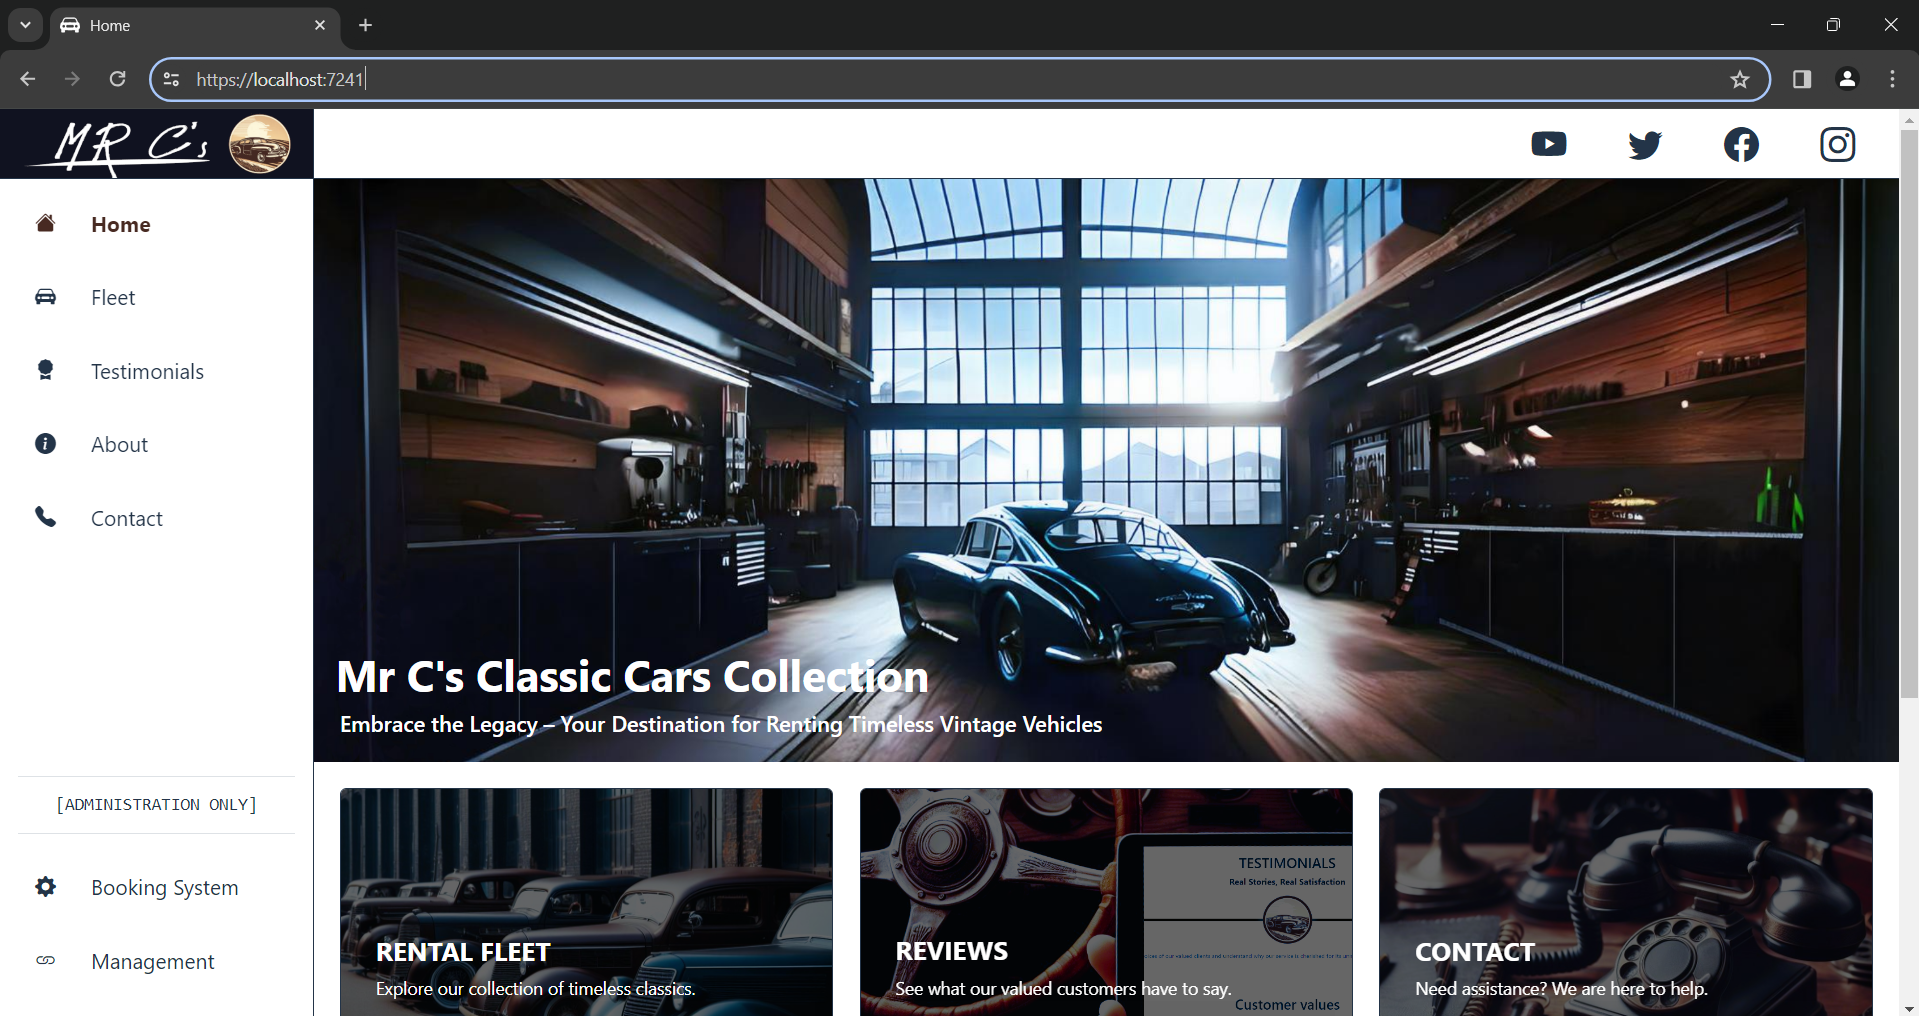 Home
https://localhost:7241
MR C's
Home
Fleet
Testimonials
About
Contact
[ADMINISTRATION ONLY]
Booking System
Management
Mr C's Classic Cars Collection
Embrace the Legacy – Your Destination for Renting Timeless Vintage Vehicles
RENTAL FLEET
Explore our collection of timeless classics.
TESTIMONIALS
Real Stories, Real Satisfaction
REVIEWS
See what our valued customers have to say.
Customer values
CONTACT
Need assistance? We are here to help.